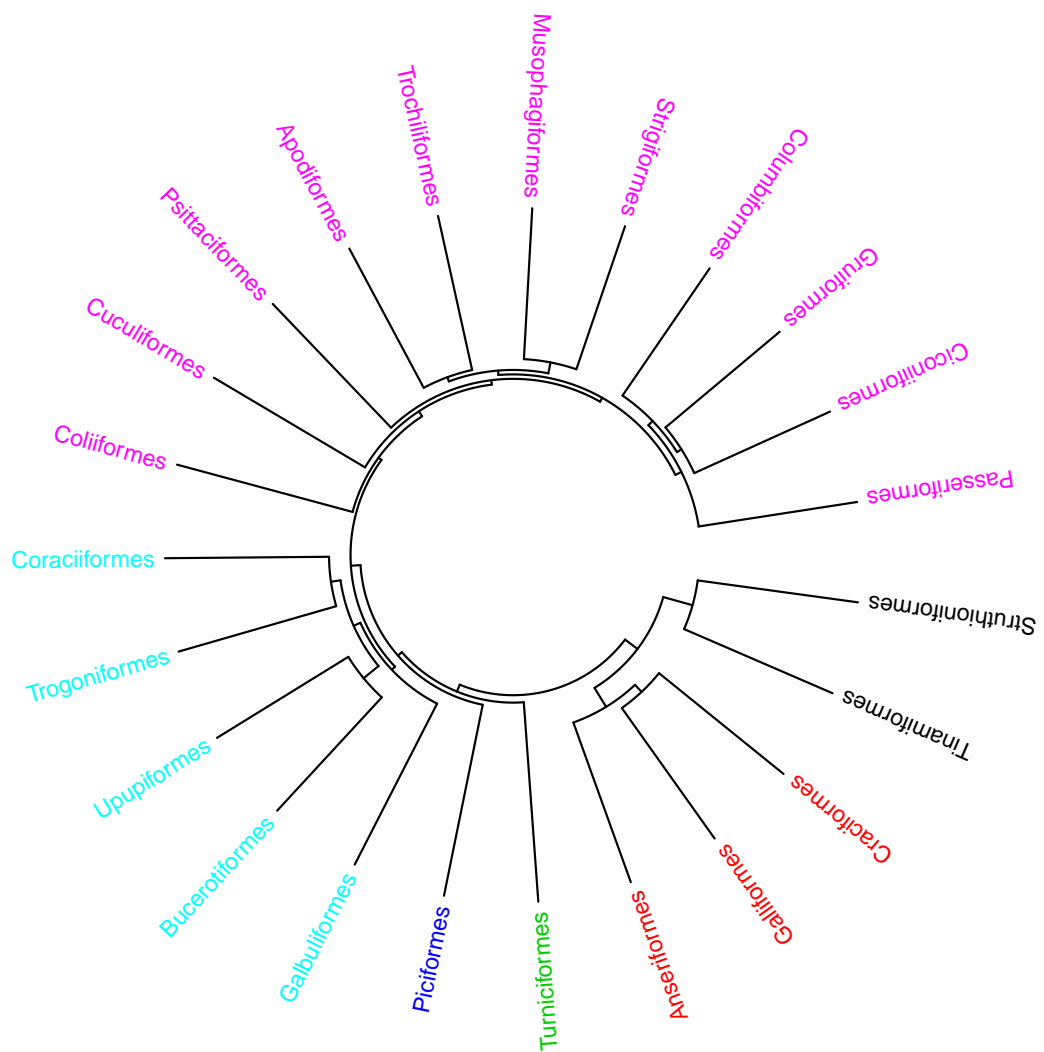 Musophagiformes
Strigiformes
Columbiformes
Gruiformes
Ciconiiformes
Passeriformes
Struthioniformes
Tinamiformes
Craciformes
Galliformes
Anseriformes
Turniciformes
Piciformes
Galbuliformes
Bucerotiformes
Upupiformes
Trogoniformes
Coraciiformes
Coliiformes
Cuculiformes
Psittaciformes
Apodiformes
Trochiliformes